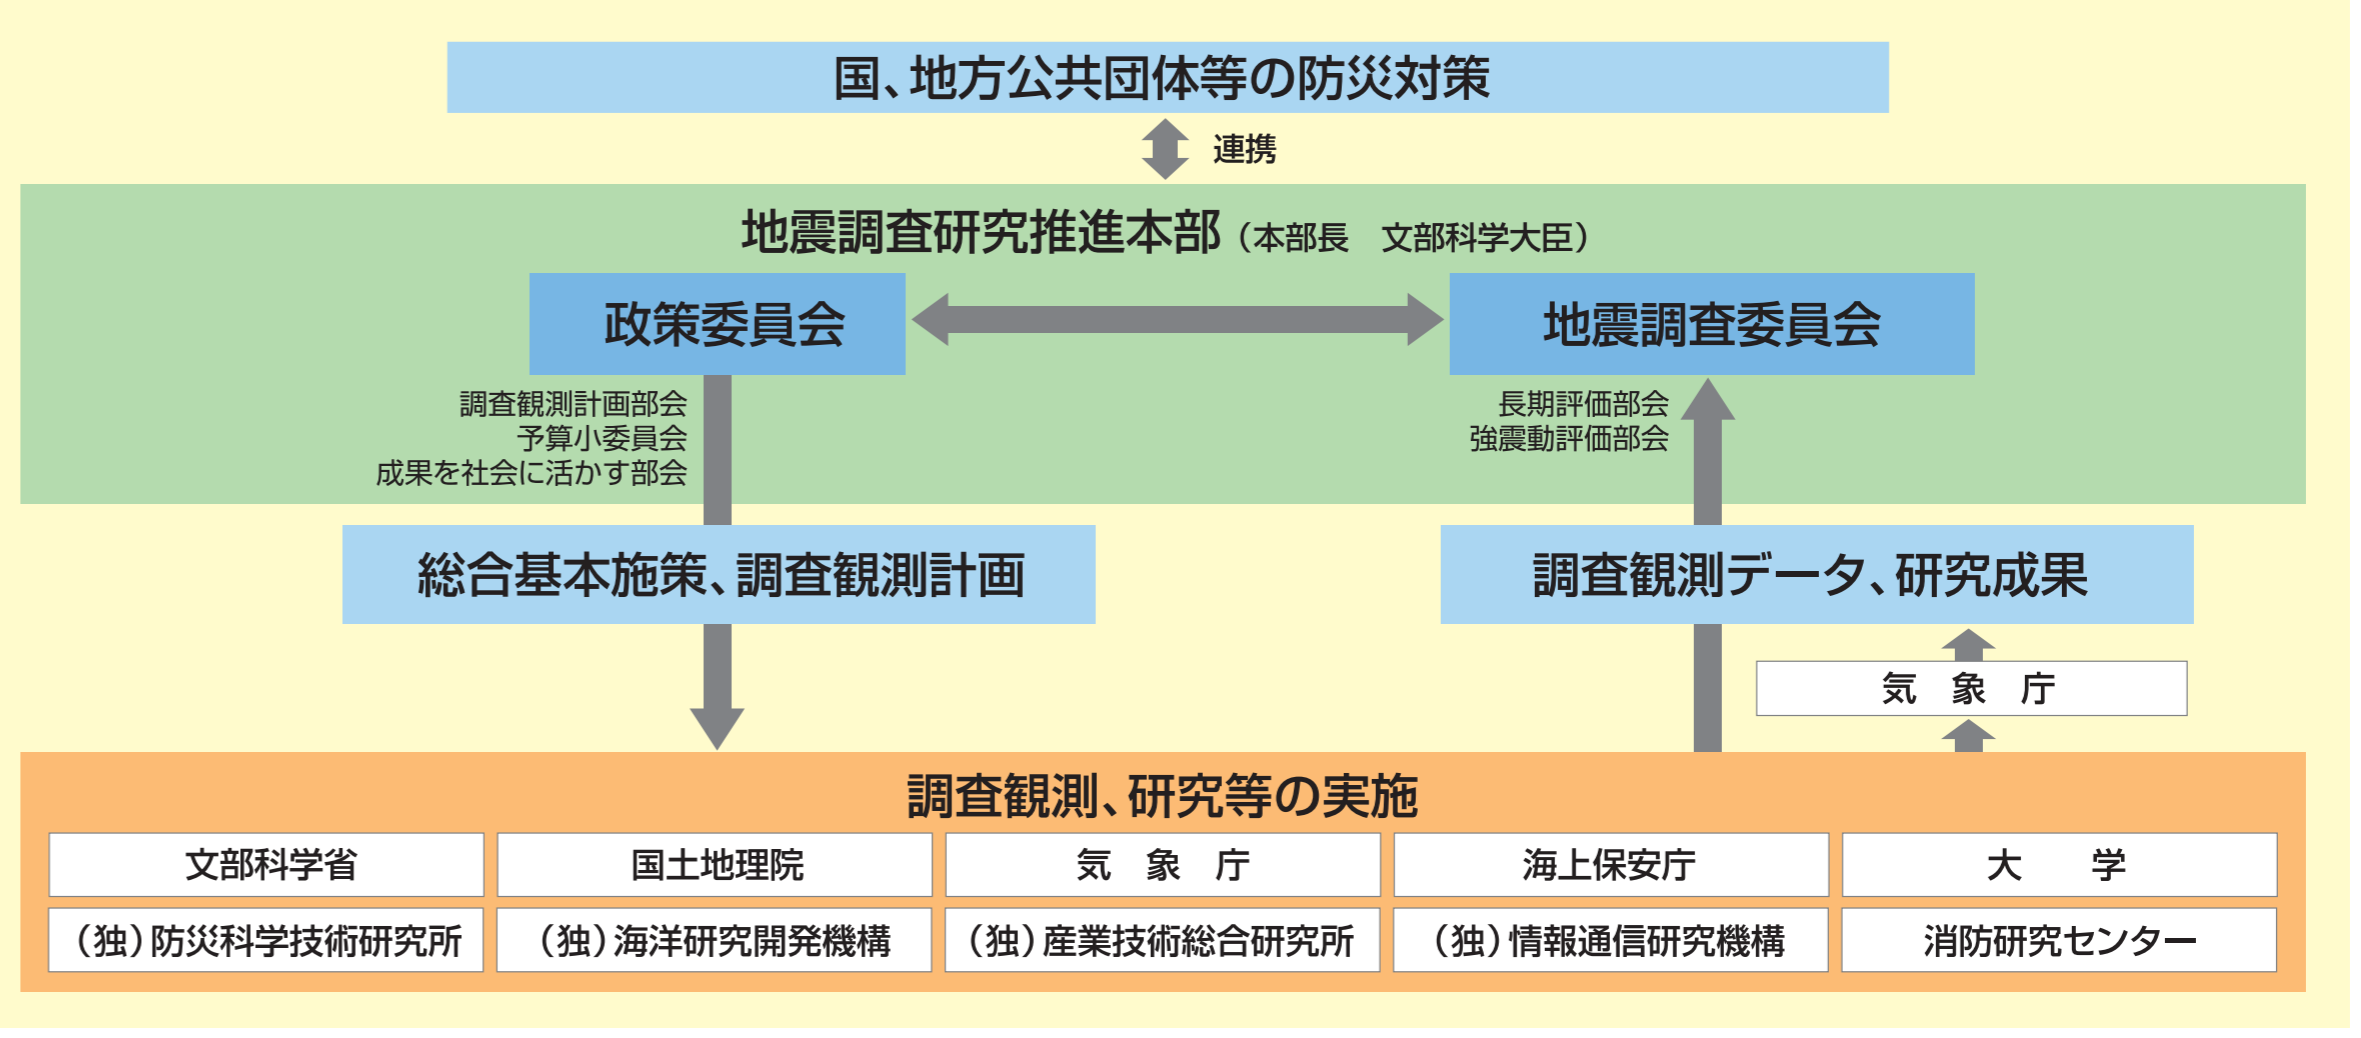 国、地方公共団体等の防災対策
連携
地震調査研究推進本部（本部長　文部科学大臣）
政策委員会
地震調査委員会
調査観測計画部会
予算小委員会
成果を社会に活かす部会
長期評価部会
強震動評価部会
総合基本施策、調査観測計画
調査観測データ、研究成果
気　象　庁
調査観測、研究等の実施
文部科学省
国土地理院
気　象　庁
海上保安庁
大　　学
（独）防災科学技術研究所
（独）海洋研究開発機構
（独）産業技術総合研究所
（独）情報通信研究機構
消防研究センター